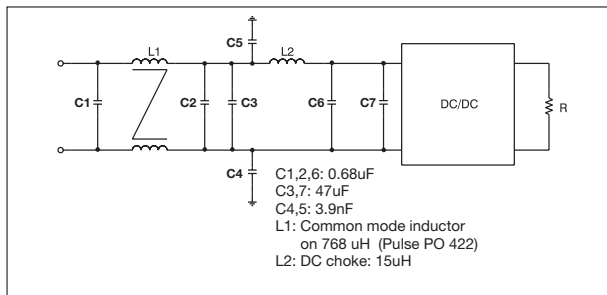 C5
L1
L2
C1
C2
C3
C6
C7
DC/DC
R
C4
C1,2,6: 0.68uF
C3,7: 47uF
C4,5: 3.9nF
L1: Common mode inductor
on 768 uH (Pulse PO 422)
L2: DC choke: 15uH